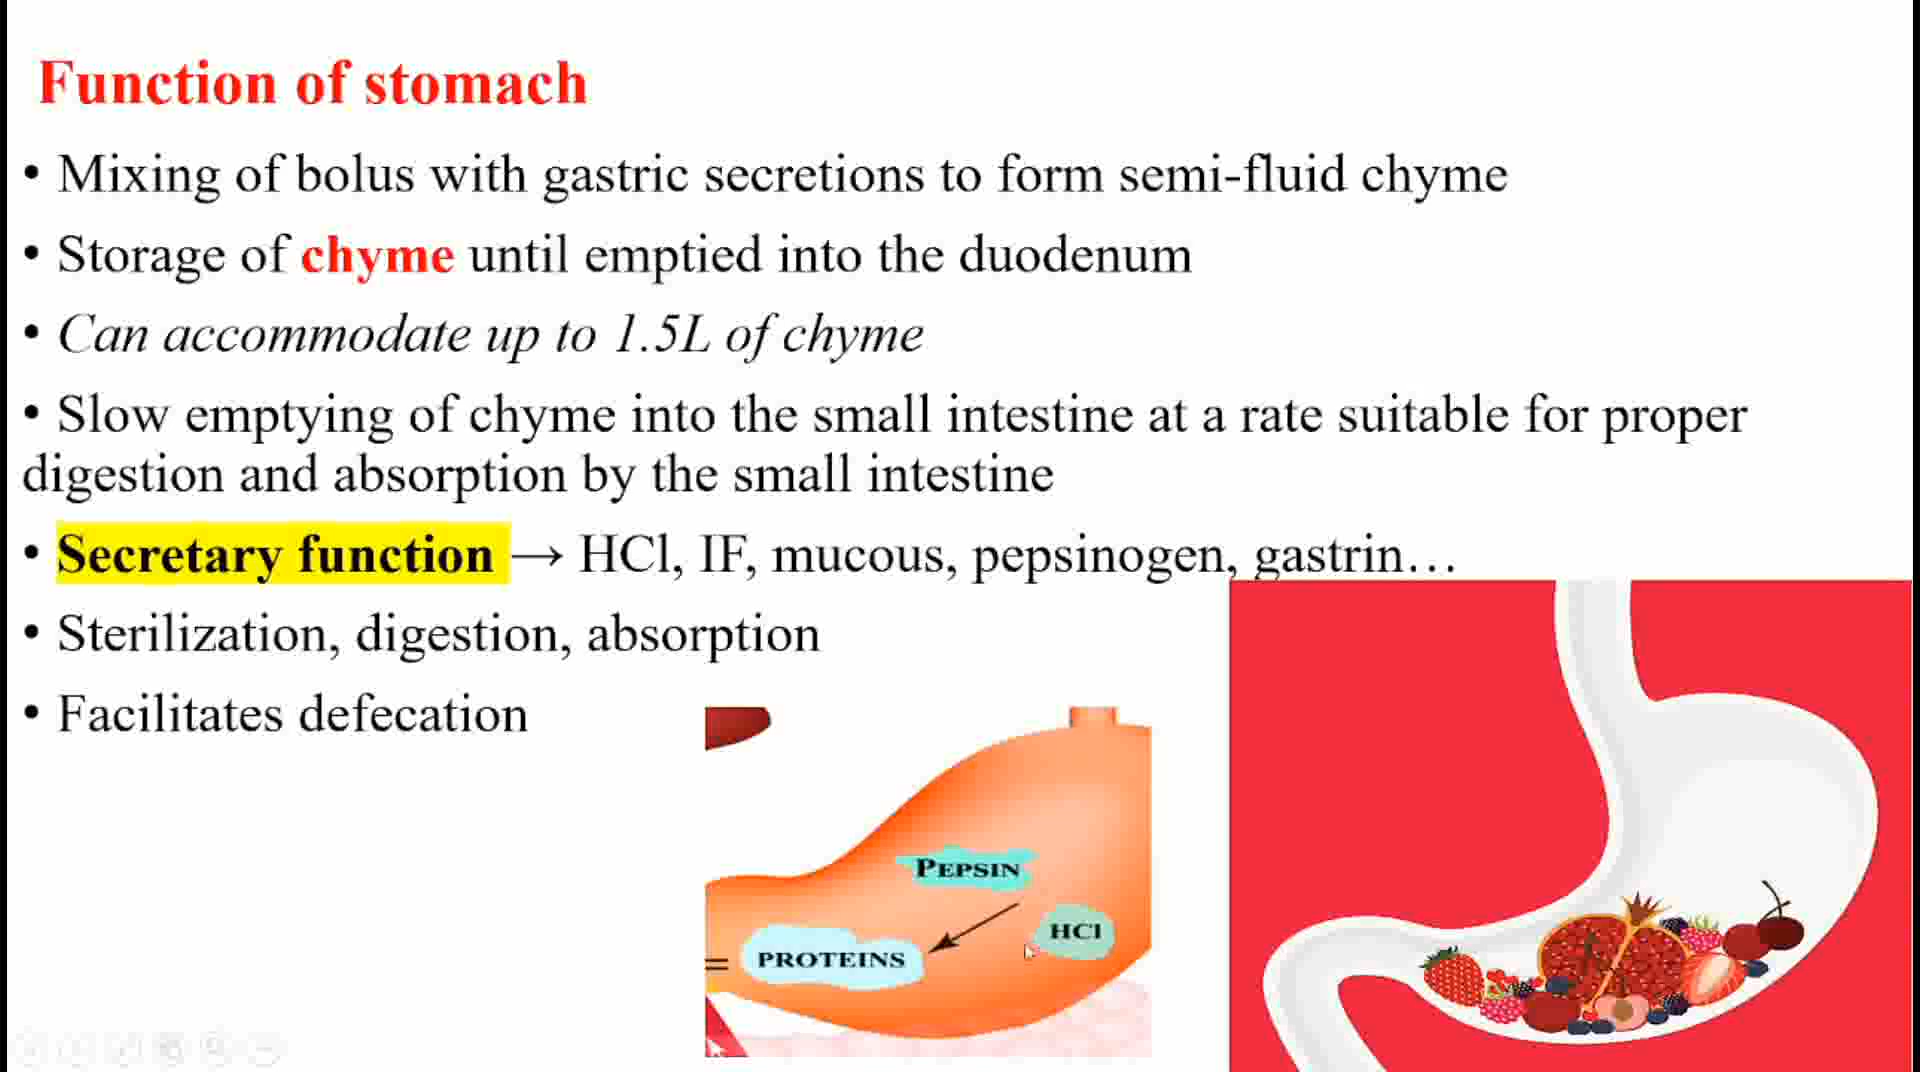 Function of stomach
• Mixing of bolus with gastric secretions to form semi-fluid chyme
• Storage of chyme until emptied into the duodenum
• Can accommodate up to 1.5L of chyme
• Slow emptying of chyme into the small intestine at a rate suitable for proper
digestion and absorption by the small intestine
• Secretary function → HCl, IF, mucous, pepsinogen, gastrin…
• Sterilization, digestion, absorption
• Facilitates defecation
PEPSIN
HCl
= PROTEINS